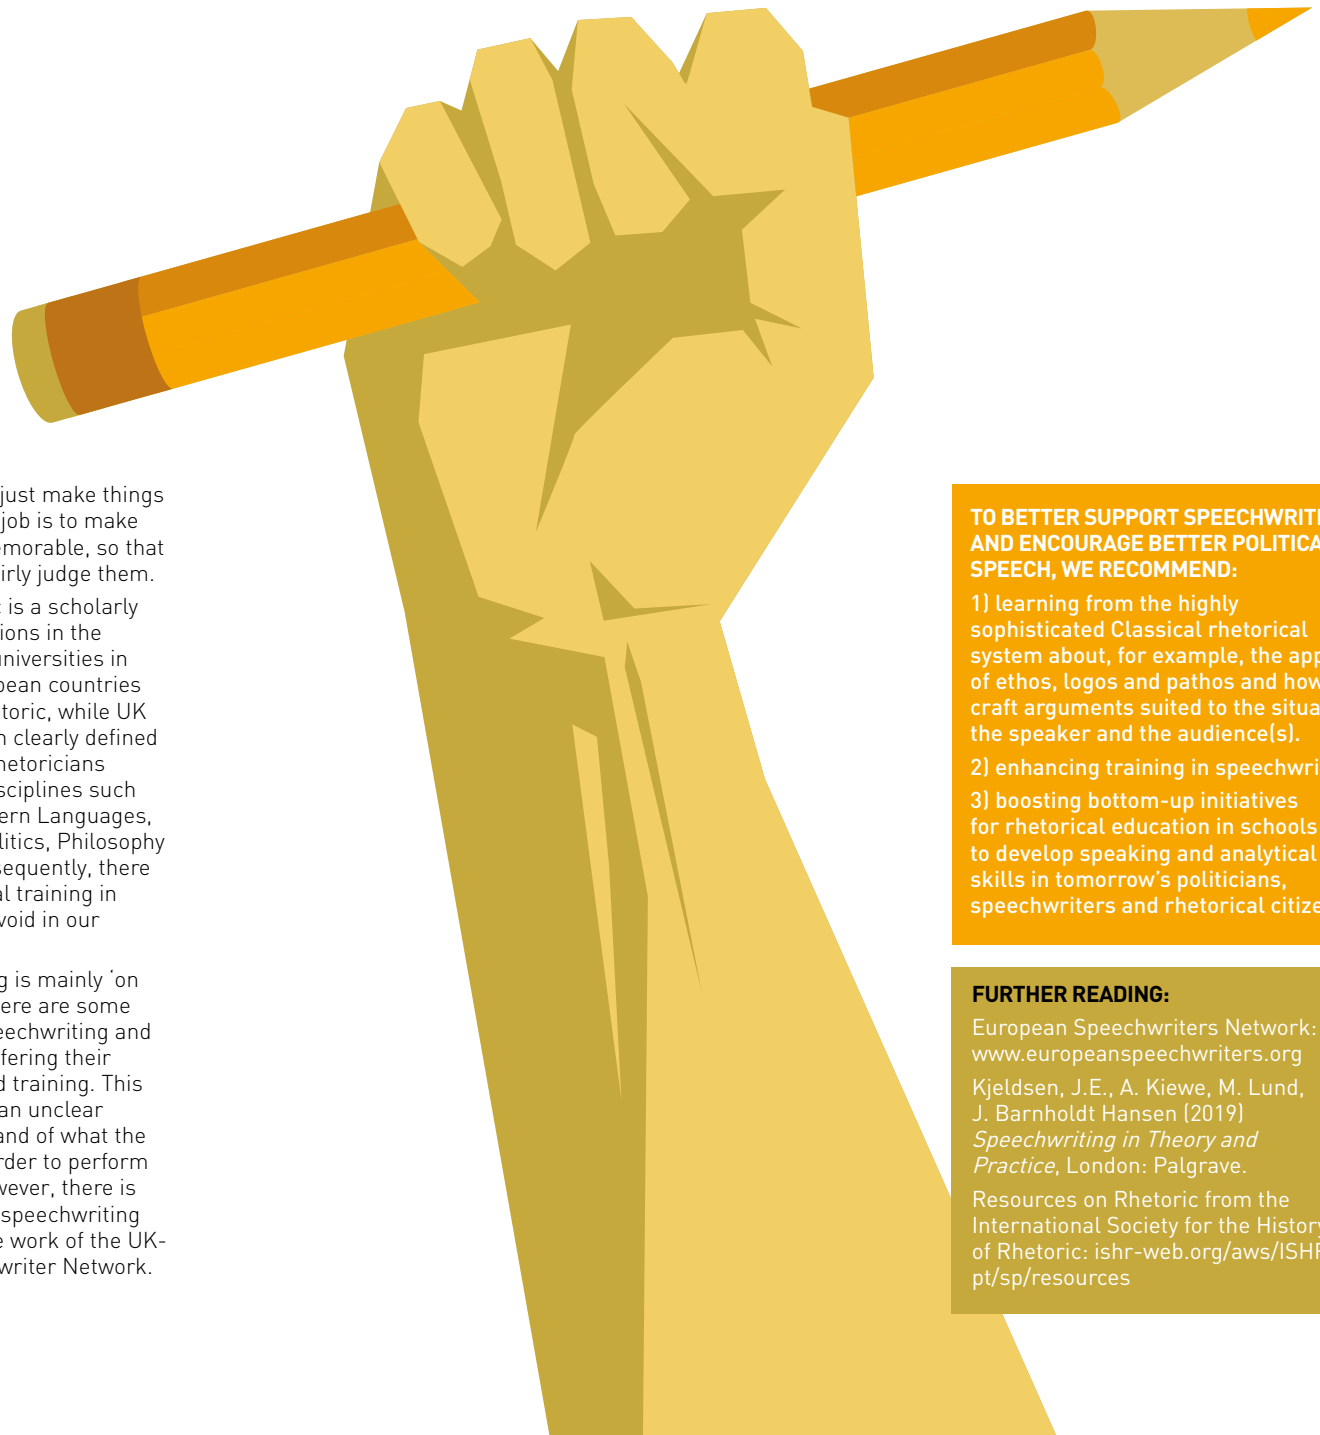 just make things
job is to make
emorable, so that
irly judge them.
is a scholarly
ions in the
universities in
pean countries
toric, while UK
n clearly defined
hetoricians
sciplines such
ern Languages,
litics, Philosophy
sequently, there
al training in
void in our
g is mainly ‘on
ere are some
eechwriting and
fering their
d training. This
an unclear
and of what the
rder to perform
wever, there is
speechwriting
e work of the UK-
writer Network.
TO BETTER SUPPORT SPEECHWRITI
AND ENCOURAGE BETTER POLITICA
SPEECH, WE RECOMMEND:
1) learning from the highly
sophisticated Classical rhetorical
system about, for example, the app
of ethos, logos and pathos and how
craft arguments suited to the situa
the speaker and the audience(s).
2) enhancing training in speechwri
3) boosting bottom-up initiatives
for rhetorical education in schools
to develop speaking and analytical
skills in tomorrow’s politicians,
speechwriters and rhetorical citize
FURTHER READING:
European Speechwriters Network:
www.europeanspeechwriters.org
Kjeldsen, J.E., A. Kiewe, M. Lund,
J. Barnholdt Hansen (2019)
Speechwriting in Theory and
Practice, London: Palgrave.
Resources on Rhetoric from the
International Society for the History
of Rhetoric: ishr-web.org/aws/ISHR
pt/sp/resources